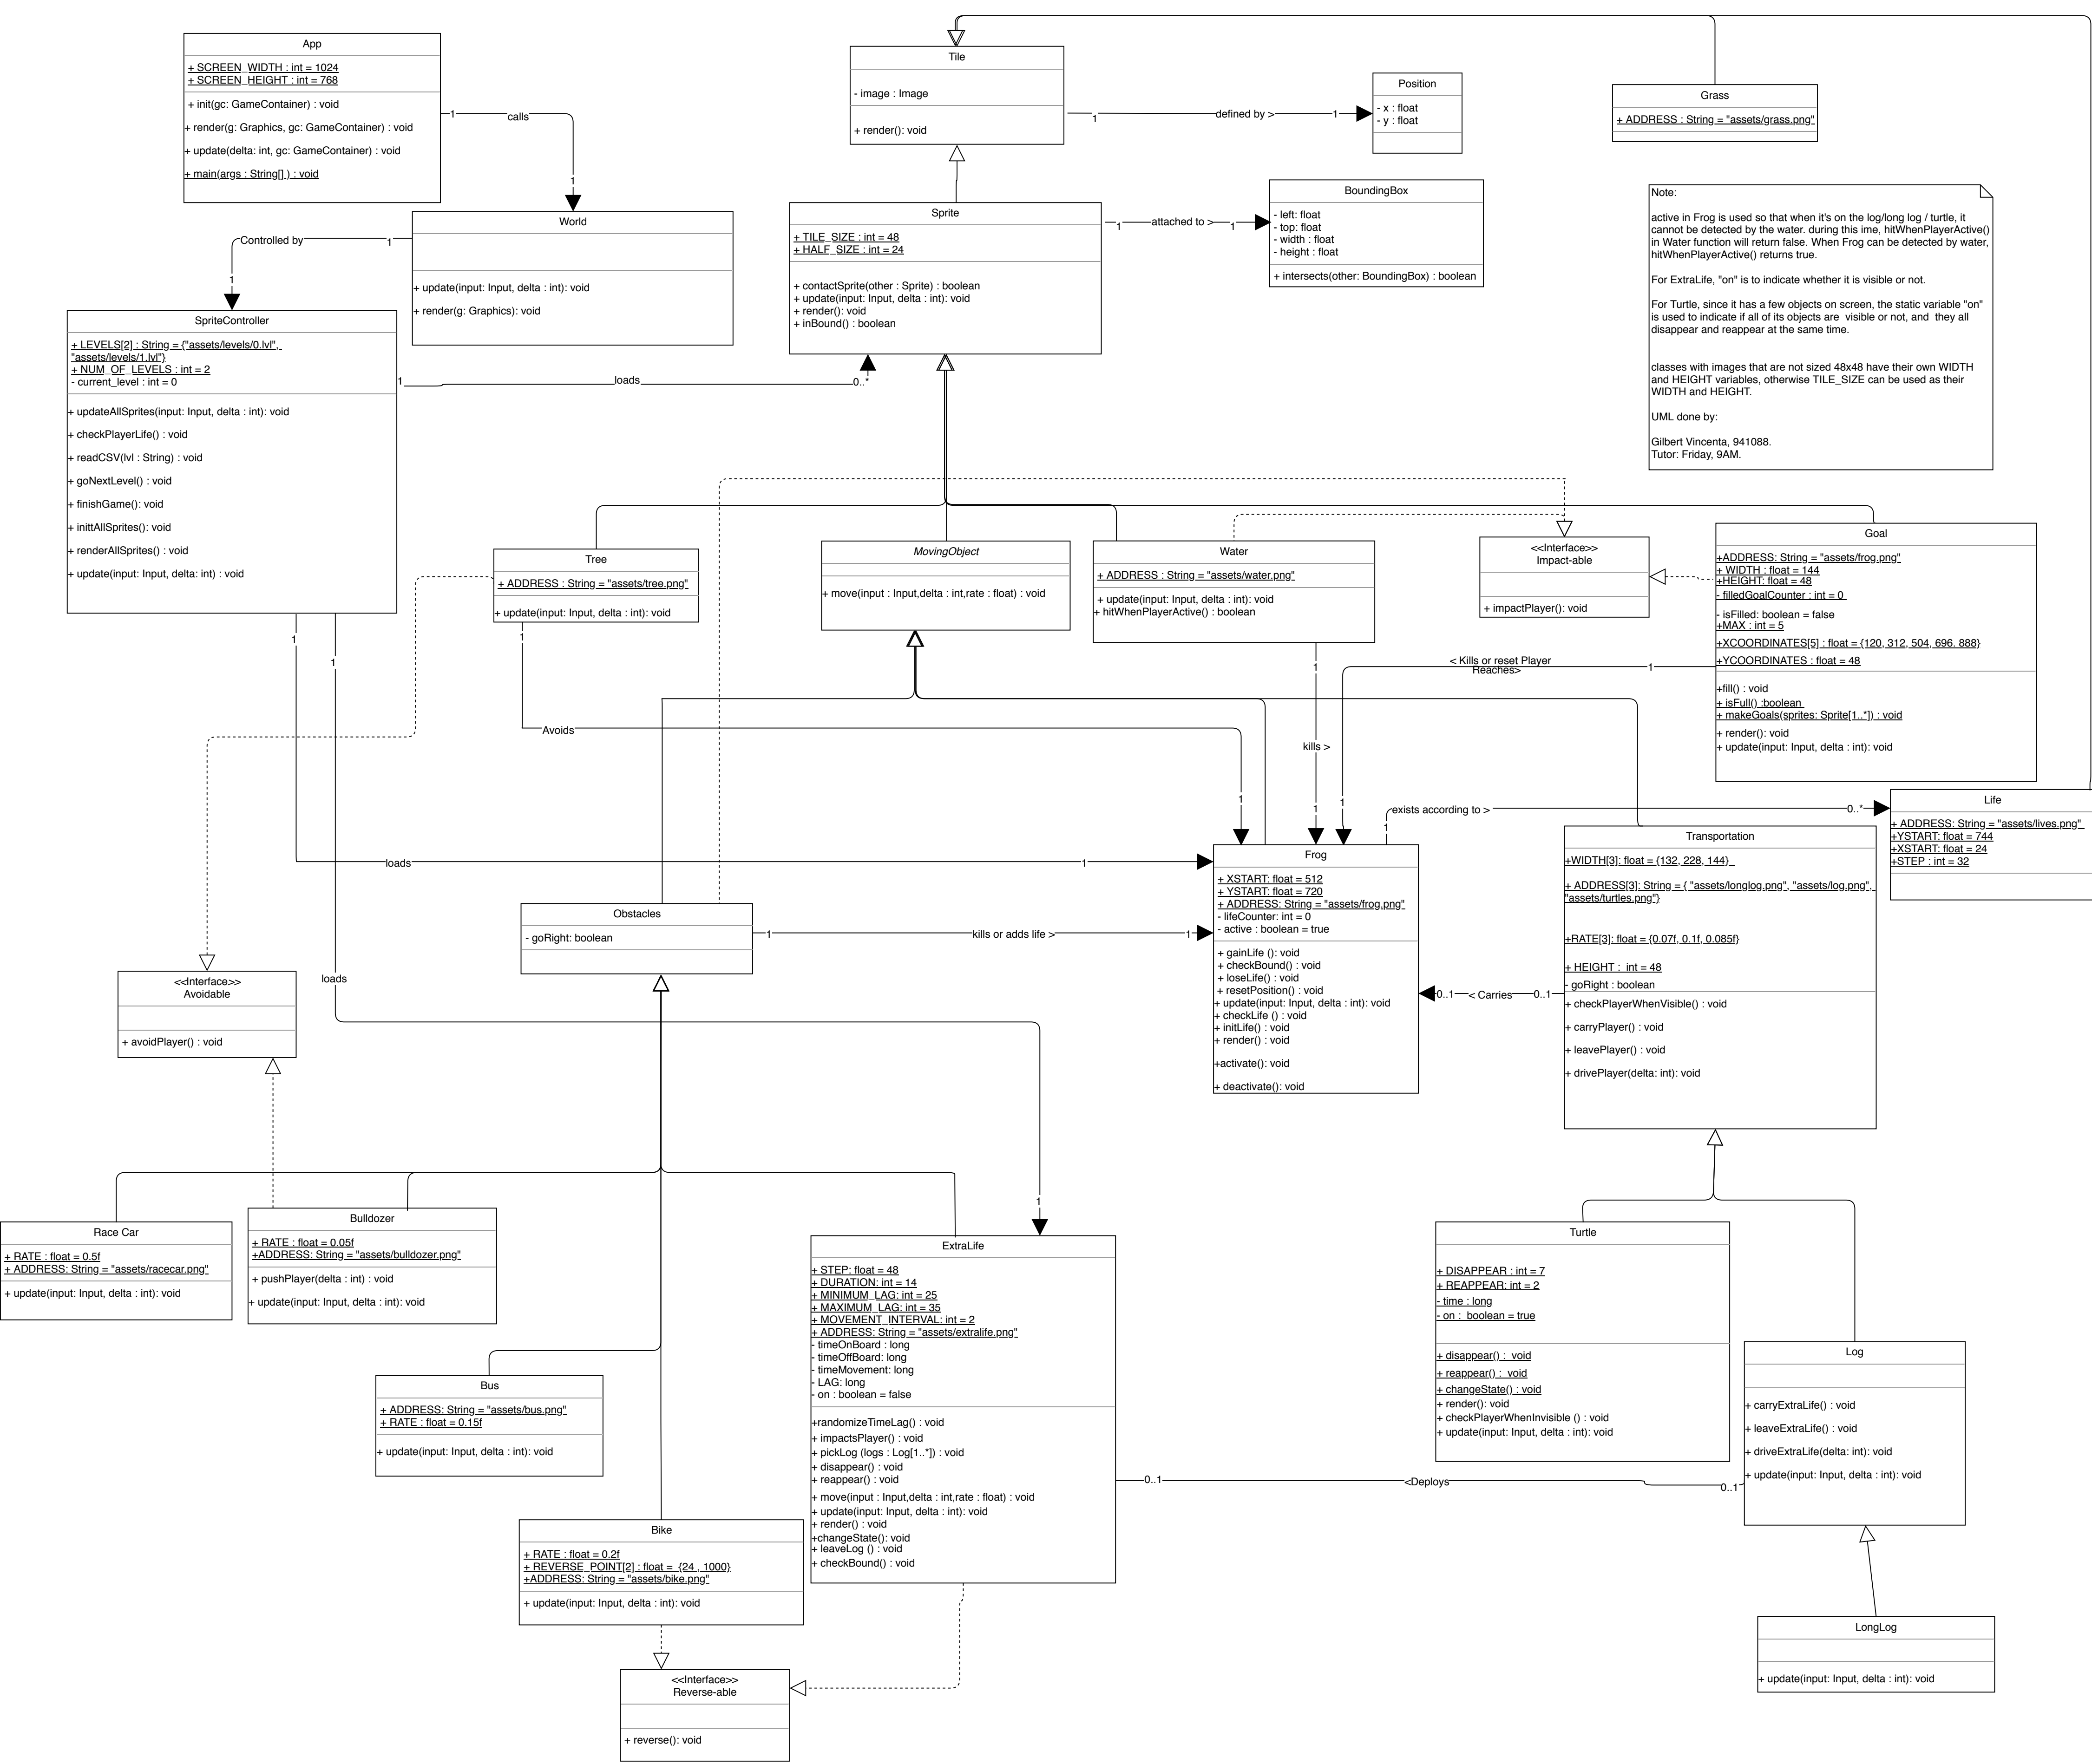 App
+ SCREEN_WIDTH : int = 1024
+ SCREEN_HEIGHT : int = 768
+ init(gc: GameContainer) : void
+ render(g: Graphics, gc: GameContainer) : void
+ update(delta: int, gc: GameContainer) : void
+ main(args : String[] ) : void
1
calls
1
World
+ update(input: Input, delta : int): void
+ render(g: Graphics): void
1
Controlled by
1
SpriteController
+ LEVELS[2] : String = {"assets/levels/0.lvl",
"assets/levels/1.lvl"}
+ NUM_OF_LEVELS : int = 2
- current_level : int = 0
+ updateAllSprites(input: Input, delta : int): void
+ checkPlayerLife() : void
+ readCSV(lvl : String) : void
+ goNextLevel() : void
+ finishGame(): void
+ inittAllSprites(): void
+ renderAllSprites() : void
+ update(input: Input, delta: int) : void
1
loads
0..*
Tile
- image : Image
+ render(): void
1
defined by >
1
Position
- x : float
- y : float
Grass
+ ADDRESS : String = "assets/grass.png"
Sprite
+ TILE_SIZE : int = 48
+ HALF_SIZE : int = 24
+ contactSprite(other : Sprite) : boolean
+ update(input: Input, delta : int): void
+ render(): void
+ inBound() : boolean
1
attached to >
1
BoundingBox
- left: float
- top: float
- width : float
- height : float
+ intersects(other: BoundingBox) : boolean
Note:
active in Frog is used so that when it's on the log/long log / turtle, it
cannot be detected by the water. during this ime, hitWhenPlayerActive()
in Water function will return false. When Frog can be detected by water,
hitWhenPlayerActive() returns true.
For ExtraLife, "on" is to indicate whether it is visible or not.
For Turtle, since it has a few objects on screen, the static variable "on"
is used to indicate if all of its objects are  visible or not, and  they all
disappear and reappear at the same time.
classes with images that are not sized 48x48 have their own WIDTH
and HEIGHT variables, otherwise TILE_SIZE can be used as their
WIDTH and HEIGHT.
UML done by:
Gilbert Vincenta, 941088.
Tutor: Friday, 9AM.
Tree
+ ADDRESS : String = "assets/tree.png"
+ update(input: Input, delta : int): void
1
Avoids
1
MovingObject
+ move(input : Input,delta : int,rate : float) : void
Water
+ ADDRESS : String = "assets/water.png"
+ update(input: Input, delta : int): void
+ hitWhenPlayerActive() : boolean
1
kills >
1
<<Interface>>
Impact-able
+ impactPlayer(): void
Goal
+ADDRESS: String = "assets/frog.png"
+ WIDTH : float = 144
+HEIGHT: float = 48
- filledGoalCounter : int = 0
- isFilled: boolean = false
+MAX : int = 5
+XCOORDINATES[5] : float = {120, 312, 504, 696. 888}
+YCOORDINATES : float = 48
+fill() : void
+ isFull() :boolean
+ makeGoals(sprites: Sprite[1..*]) : void
+ render(): void
+ update(input: Input, delta : int): void
< Kills or reset Player
Reaches>
1
1
1
loads
1
1
loads
1
exists according to >
1
0..*
Life
+ ADDRESS: String = "assets/lives.png"
+YSTART: float = 744
+XSTART: float = 24
+STEP : int = 32
Frog
+ XSTART: float = 512
+ YSTART: float = 720
+ ADDRESS: String = "assets/frog.png"
- lifeCounter: int = 0
- active : boolean = true
+ gainLife (): void
+ checkBound() : void
+ loseLife() : void
+ resetPosition() : void
+ update(input: Input, delta : int): void
+ checkLife () : void
+ initLife() : void
+ render() : void
+activate(): void
+ deactivate(): void
Transportation
+WIDTH[3]: float = {132, 228, 144}
+ ADDRESS[3]: String = { "assets/longlog.png", "assets/log.png",
"assets/turtles.png"}
+RATE[3]: float = {0.07f, 0.1f, 0.085f}
+ HEIGHT :  int = 48
- goRight : boolean
+ checkPlayerWhenVisible() : void
+ carryPlayer() : void
+ leavePlayer() : void
+ drivePlayer(delta: int): void
0..1
< Carries
0..1
Obstacles
- goRight: boolean
1
kills or adds life >
1
<<Interface>>
Avoidable
+ avoidPlayer() : void
Race Car
+ RATE : float = 0.5f
+ ADDRESS: String = "assets/racecar.png"
+ update(input: Input, delta : int): void
Bulldozer
+ RATE : float = 0.05f
+ADDRESS: String = "assets/bulldozer.png"
+ pushPlayer(delta : int) : void
+ update(input: Input, delta : int): void
Bus
+ ADDRESS: String = "assets/bus.png"
+ RATE : float = 0.15f
+ update(input: Input, delta : int): void
Bike
+ RATE : float = 0.2f
+ REVERSE_POINT[2] : float =  {24 , 1000}
+ADDRESS: String = "assets/bike.png"
+ update(input: Input, delta : int): void
ExtraLife
+ STEP: float = 48
+ DURATION: int = 14
+ MINIMUM_LAG: int = 25
+ MAXIMUM_LAG: int = 35
+ MOVEMENT_INTERVAL: int = 2
+ ADDRESS: String = "assets/extralife.png"
- timeOnBoard : long
- timeOffBoard: long
- timeMovement: long
- LAG: long
- on : boolean = false
+randomizeTimeLag() : void
+ impactsPlayer() : void
+ pickLog (logs : Log[1..*]) : void
+ disappear() : void
+ reappear() : void
+ move(input : Input,delta : int,rate : float) : void
+ update(input: Input, delta : int): void
+ render() : void
+changeState(): void
+ leaveLog () : void
+ checkBound() : void
0..1
<Deploys
0..1
Turtle
+ DISAPPEAR : int = 7
+ REAPPEAR: int = 2
- time : long
- on :  boolean = true
+ disappear() :  void
+ reappear() :  void
+ changeState() : void
+ render(): void
+ checkPlayerWhenInvisible () : void
+ update(input: Input, delta : int): void
Log
+ carryExtraLife() : void
+ leaveExtraLife() : void
+ driveExtraLife(delta: int): void
+ update(input: Input, delta : int): void
LongLog
+ update(input: Input, delta : int): void
<<Interface>>
Reverse-able
+ reverse(): void